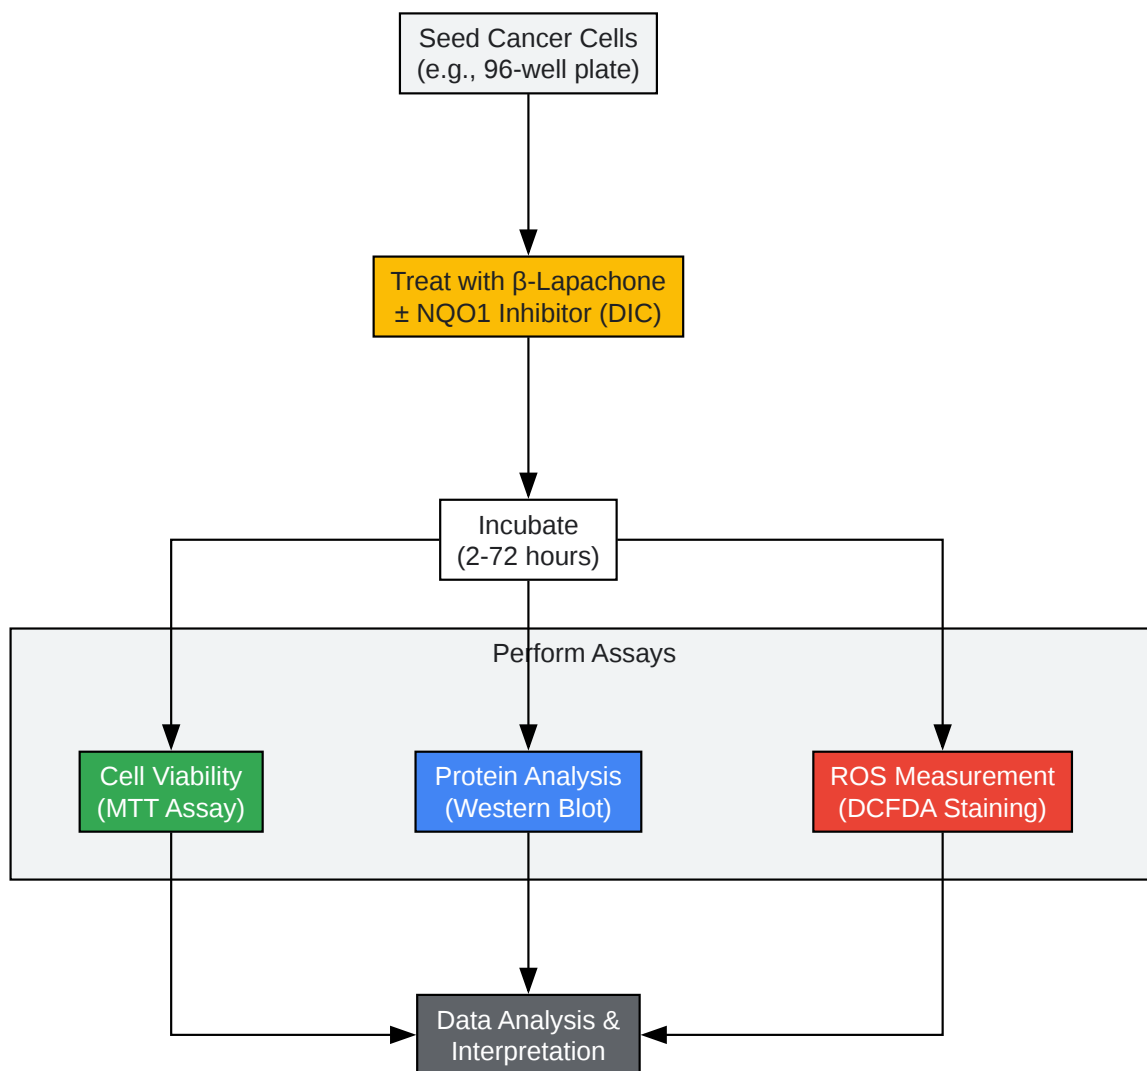 Seed Cancer Cells
(e.g., 96-well plate)
Treat with β-Lapachone
± NQO1 Inhibitor (DIC)
Incubate
(2-72 hours)
Perform Assays
Cell Viability
(MTT Assay)
Protein Analysis
(Western Blot)
ROS Measurement
(DCFDA Staining)
Data Analysis &
Interpretation